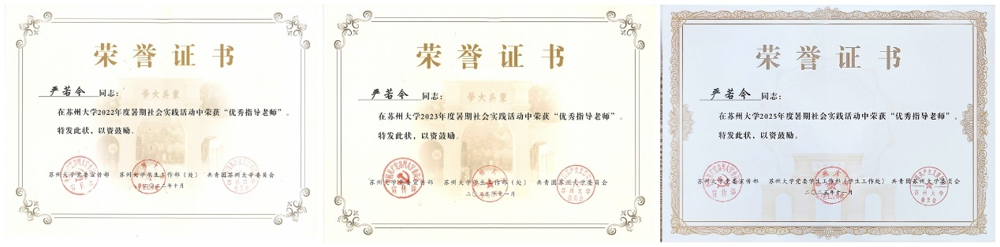 荣誉证书
严若今 同志：
在苏州大学2022年度暑期社会实践活动中荣获“优秀指导老师”。
特发此状，以资鼓励。
苏州大学党委宣传部 苏州大学学生工作部（处） 共青团苏州大学委员会
二〇二二年十月
荣誉证书
严若今 同志：
在苏州大学2023年度暑期社会实践活动中荣获“优秀指导老师”。
特发此状，以资鼓励。
苏州大学党委宣传部 苏州大学学生工作部（处） 共青团苏州大学委员会
二〇二三年十一月
荣誉证书
严若今 同志：
在苏州大学2025年度暑期社会实践活动中荣获“优秀指导老师”。
特发此状，以资鼓励。
苏州大学党委宣传部 苏州大学党委学生工作部（学生工作处） 共青团苏州大学委员会
二〇二五年十一月